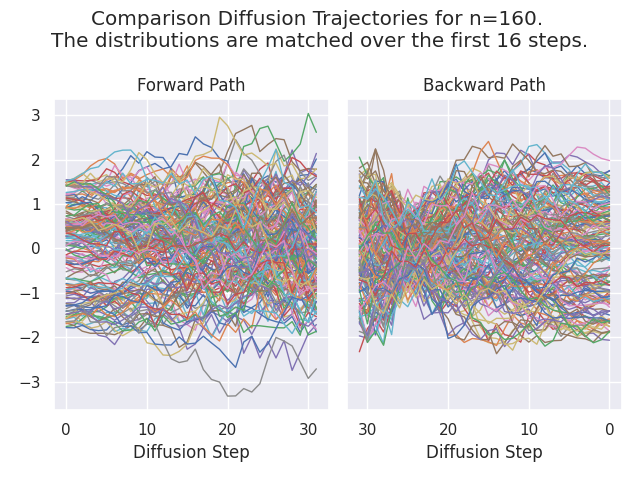 Comparison Diffusion Trajectories for n=160.
The distributions are matched over the first 16 steps.
Forward Path
Backward Path
3
2
1
0
−1
−2
−3
0 10 20 30
30 20 10 0
Diffusion Step
Diffusion Step